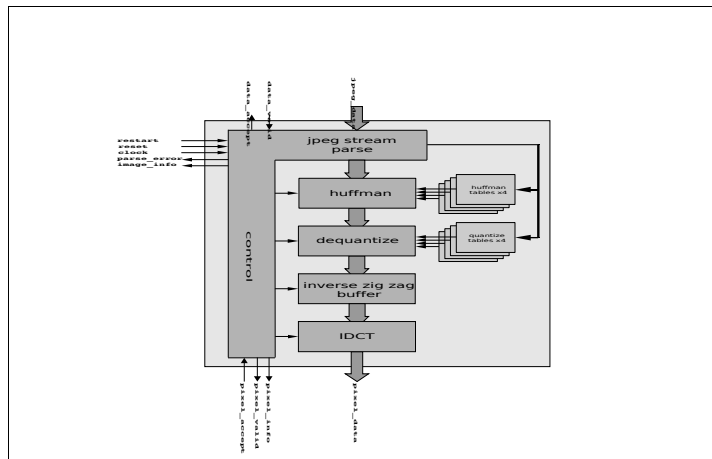 data_accept
data_valid
jpeg_data
restart
reset
clock
parse_error
image_info
jpeg stream
parse
huffman
huffman
tables x4
control
dequantize
quantize
tables x4
inverse zig zag
buffer
IDCT
pixel_accept
pixel_valid
pixel_info
pixel_data